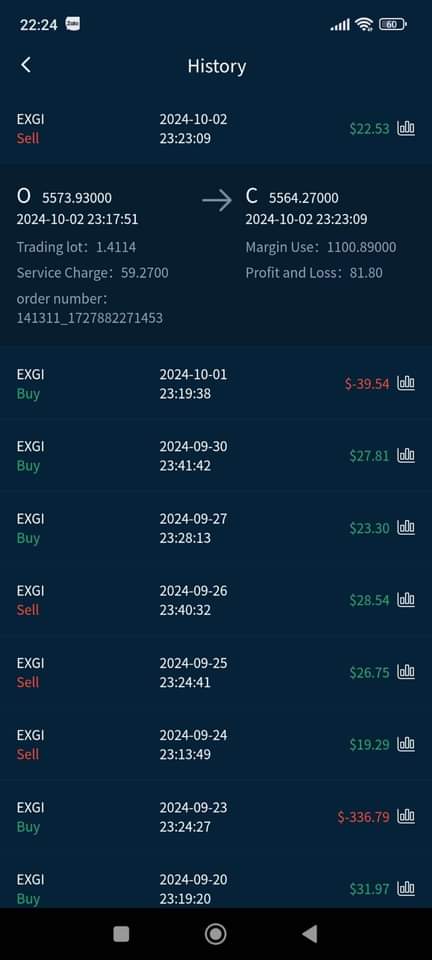 22:24 Zalo 60
History
EXGI 2024-10-02 $22.53
Sell 23:23:09
O 5573.93000 C 5564.27000
2024-10-02 23:17:51 2024-10-02 23:23:09
Trading lot: 1.4114 Margin Use: 1100.89000
Service Charge: 59.2700 Profit and Loss: 81.80
order number:
141311_1727882271453
EXGI 2024-10-01 $-39.54
Buy 23:19:38
EXGI 2024-09-30 $27.81
Buy 23:41:42
EXGI 2024-09-27 $23.30
Buy 23:28:13
EXGI 2024-09-26 $28.54
Sell 23:40:32
EXGI 2024-09-25 $26.75
Sell 23:24:41
EXGI 2024-09-24 $19.29
Sell 23:13:49
EXGI 2024-09-23 $-336.79
Buy 23:24:27
EXGI 2024-09-20 $31.97
Buy 23:19:20